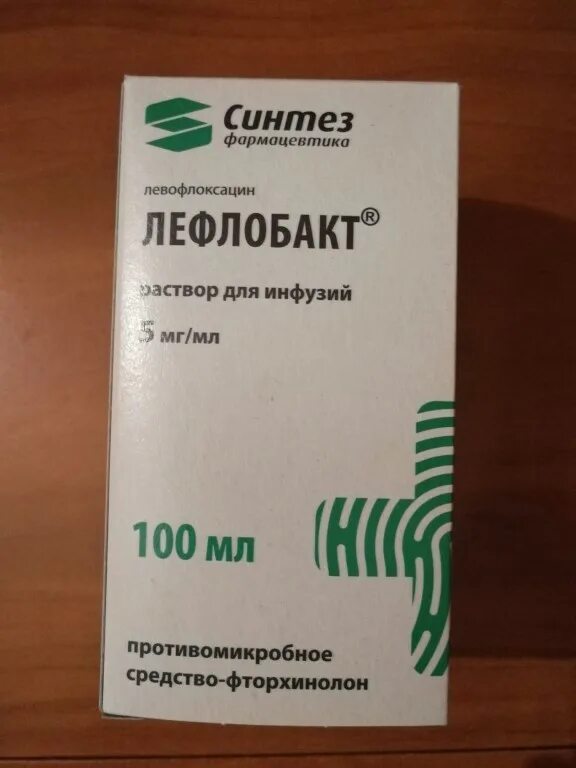 Синтез
фармацевтика
левофлоксацин
ЛЕФЛОБАКТ®
раствор для инфузий
5 мг/мл
100 мл
противомикробное
средство-фторхинолон